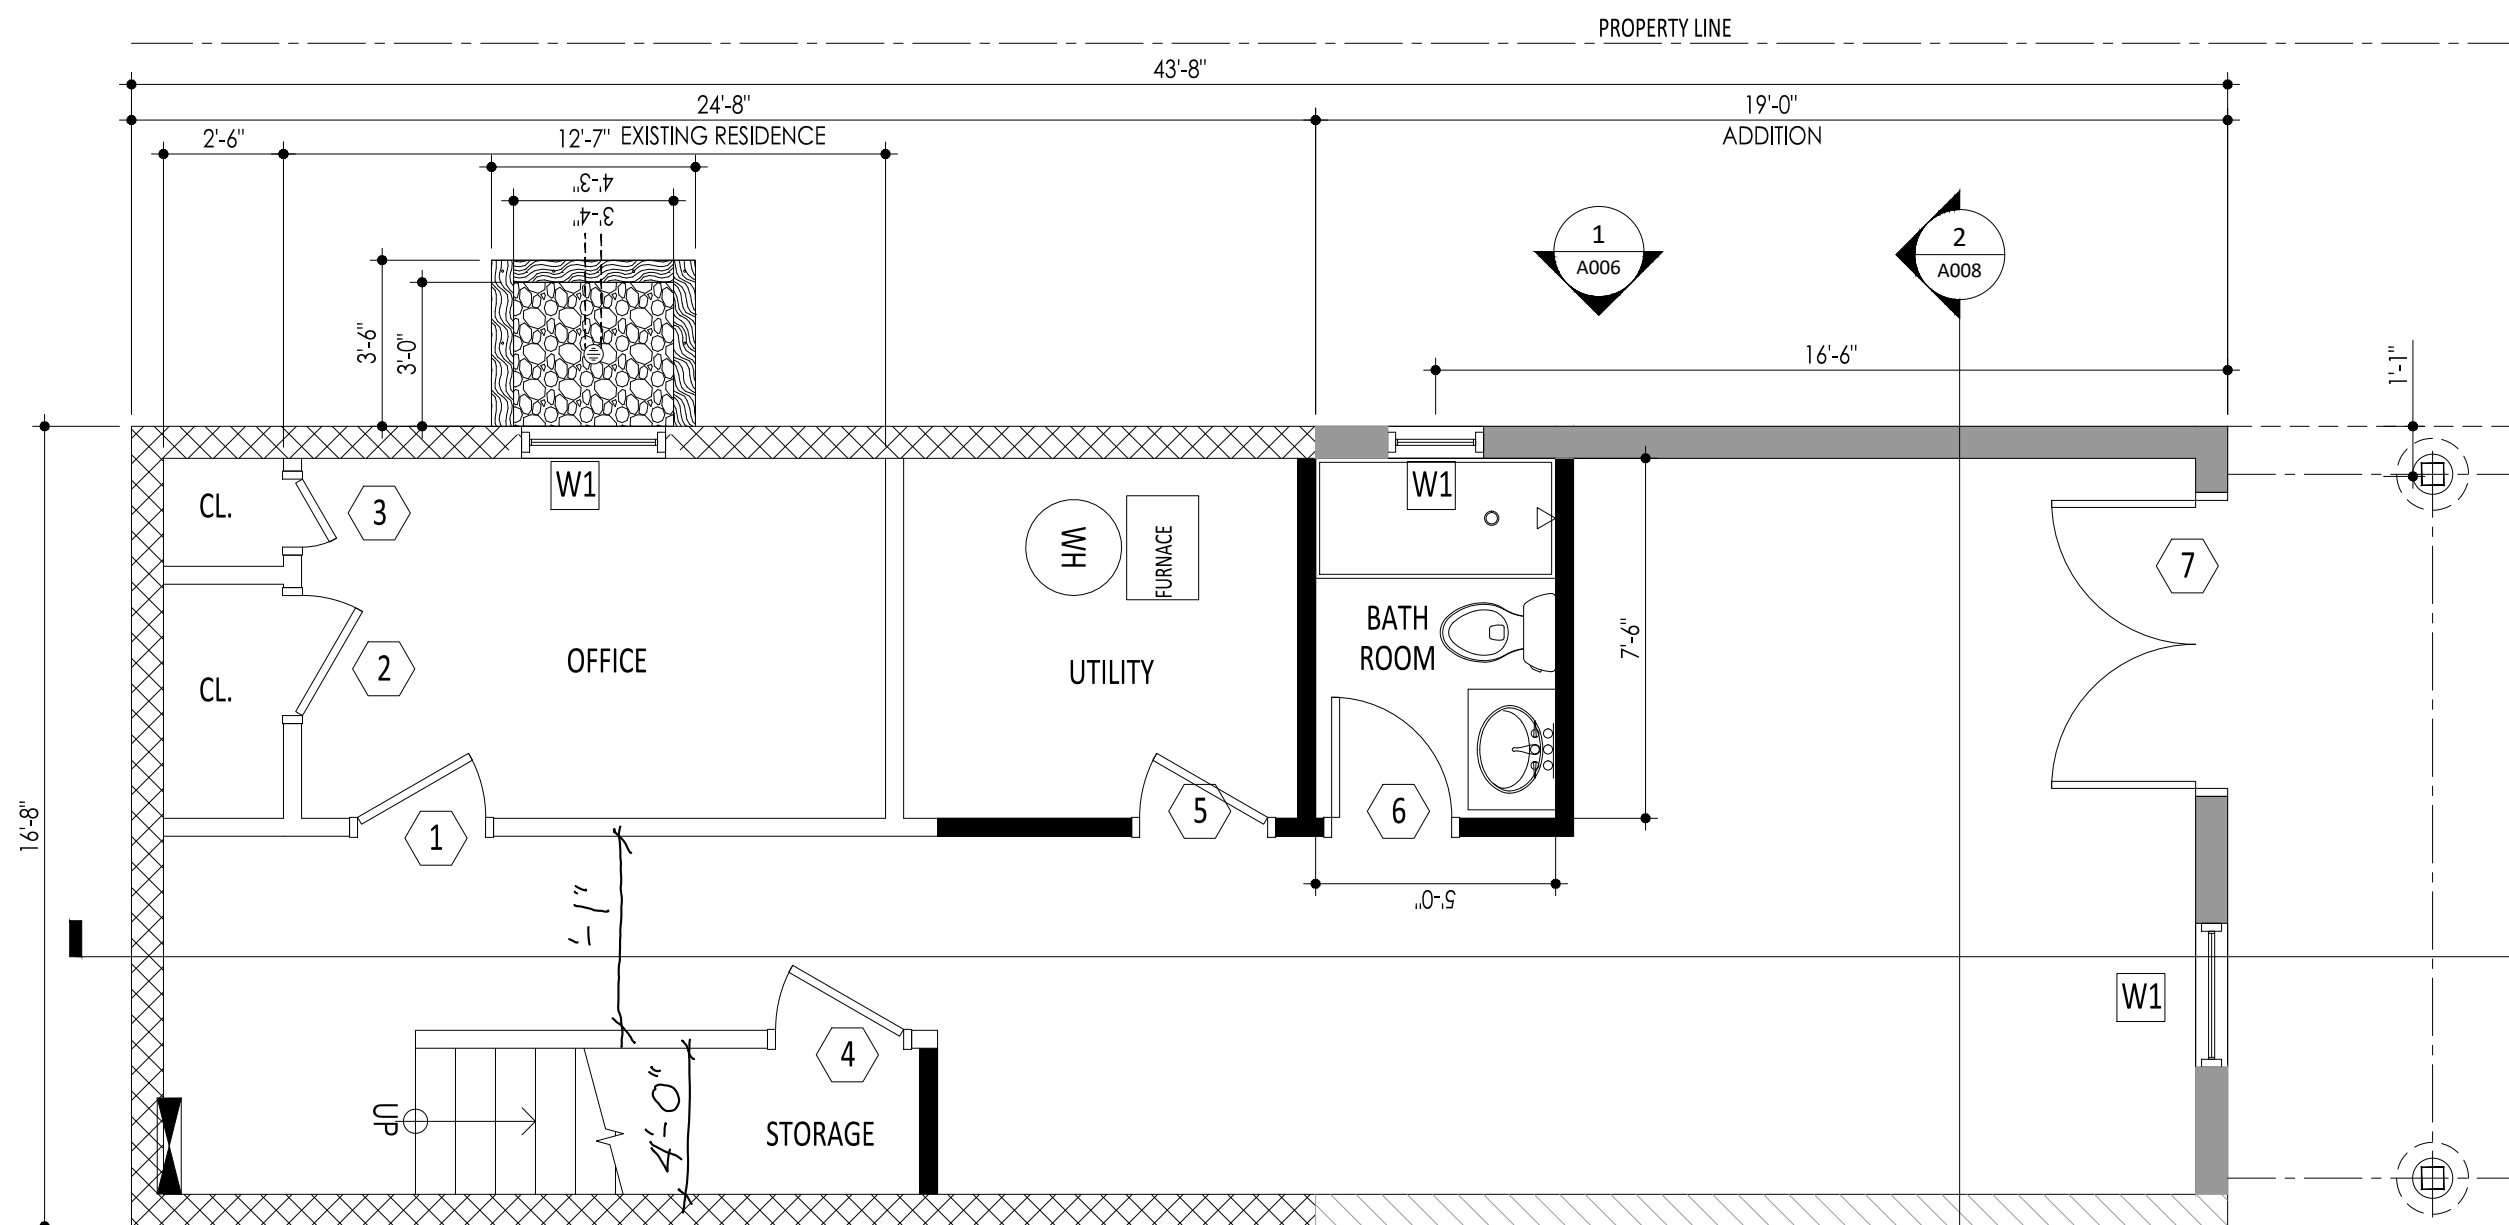 PROPERTY LINE
43'-8"
24'-8"
19'-0"
2'-6"
12'-7"
EXISTING RESIDENCE
ADDITION
4'-3"
3'-4"
1
A006
2
A008
3'-6"
3'-0"
16'-6"
1'-1"
W1
W1
CL.
3
WH
FURNACE
7
BATH
ROOM
7'-6"
OFFICE
2
CL.
UTILITY
16'-8"
1
5
6
5'-0"
W1
4
UP
4'-0"
STORAGE